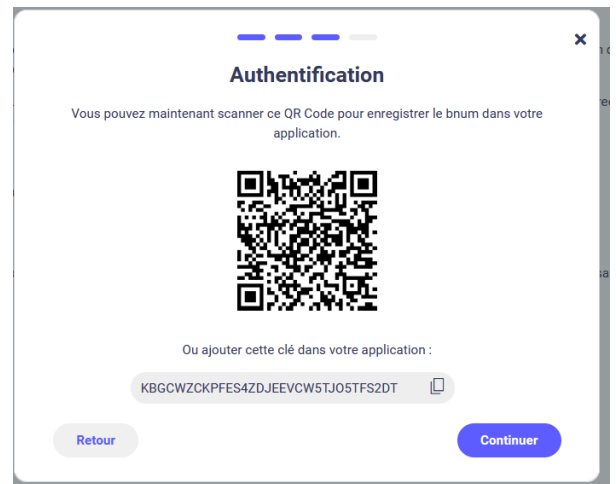 Authentification
Vous pouvez maintenant scanner ce QR Code pour enregistrer le bnum dans votre
application.
Ou ajouter cette clé dans votre application :
KBGCWZCKPFES4ZDJEEVCW5TJO5TFS2DT
Retour
Continuer